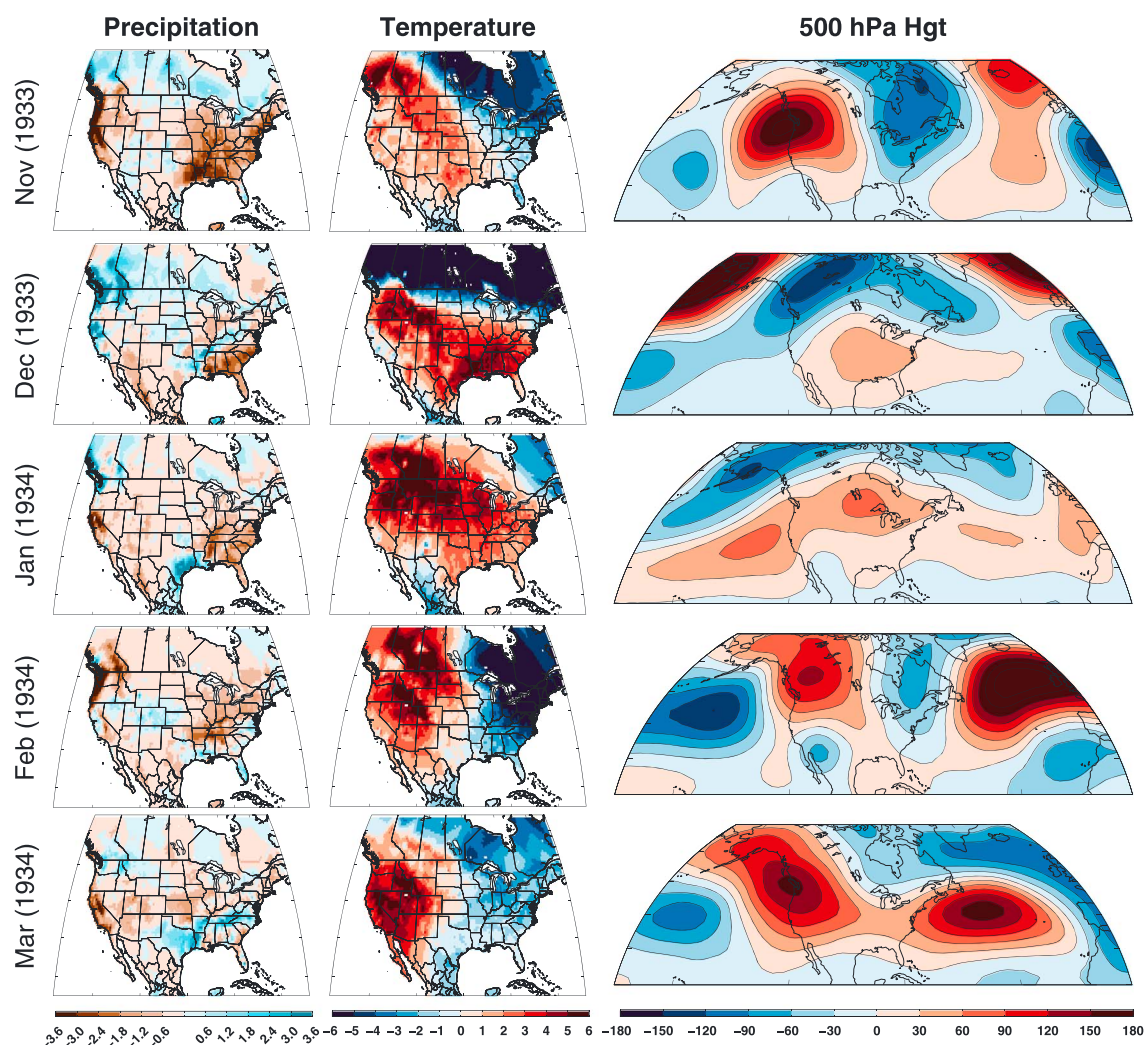 Precipitation Temperature 500 hPa Hgt
Nov (1933)
Dec (1933)
Jan (1934)
Feb (1934)
Mar (1934)
-3.6 -3.0 -2.4 -1.8 -1.2 -0.6 0.6 1.2 1.8 2.4 3.0 3.6
-6 -5 -4 -3 -2 -1 0 1 2 3 4 5 6
-180 -150 -120 -90 -60 -30 0 30 60 90 120 150 180